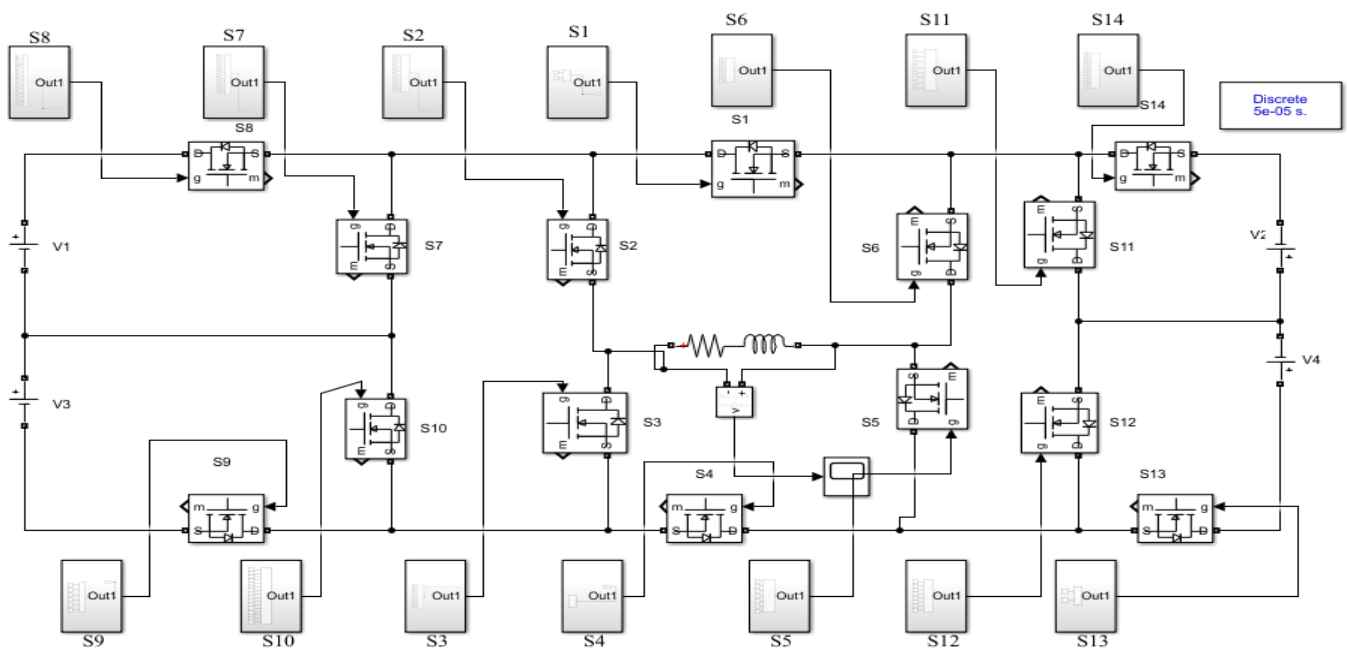 S8
S7
S2
S1
S6
S11
S14
Out1
Out1
Out1
Out1
Out1
Out1
Out1
Discrete
5e-05 s.
S8
S1
S14
D
S
g
m
D
S
g
m
D
S
g
m
+
V1
g
D
m
S
S7
g
D
m
S
S2
S6
m
S
g
D
m
S
g
D
S11
V2
+
+
V3
g
D
m
S
S10
g
D
m
S
S3
+
-
+
v
S
m
D
g
S5
m
S
g
D
S12
+
V4
S9
m
g
S
D
S4
m
g
S
D
S13
m
g
S
D
Out1
Out1
Out1
Out1
Out1
Out1
Out1
S9
S10
S3
S4
S5
S12
S13